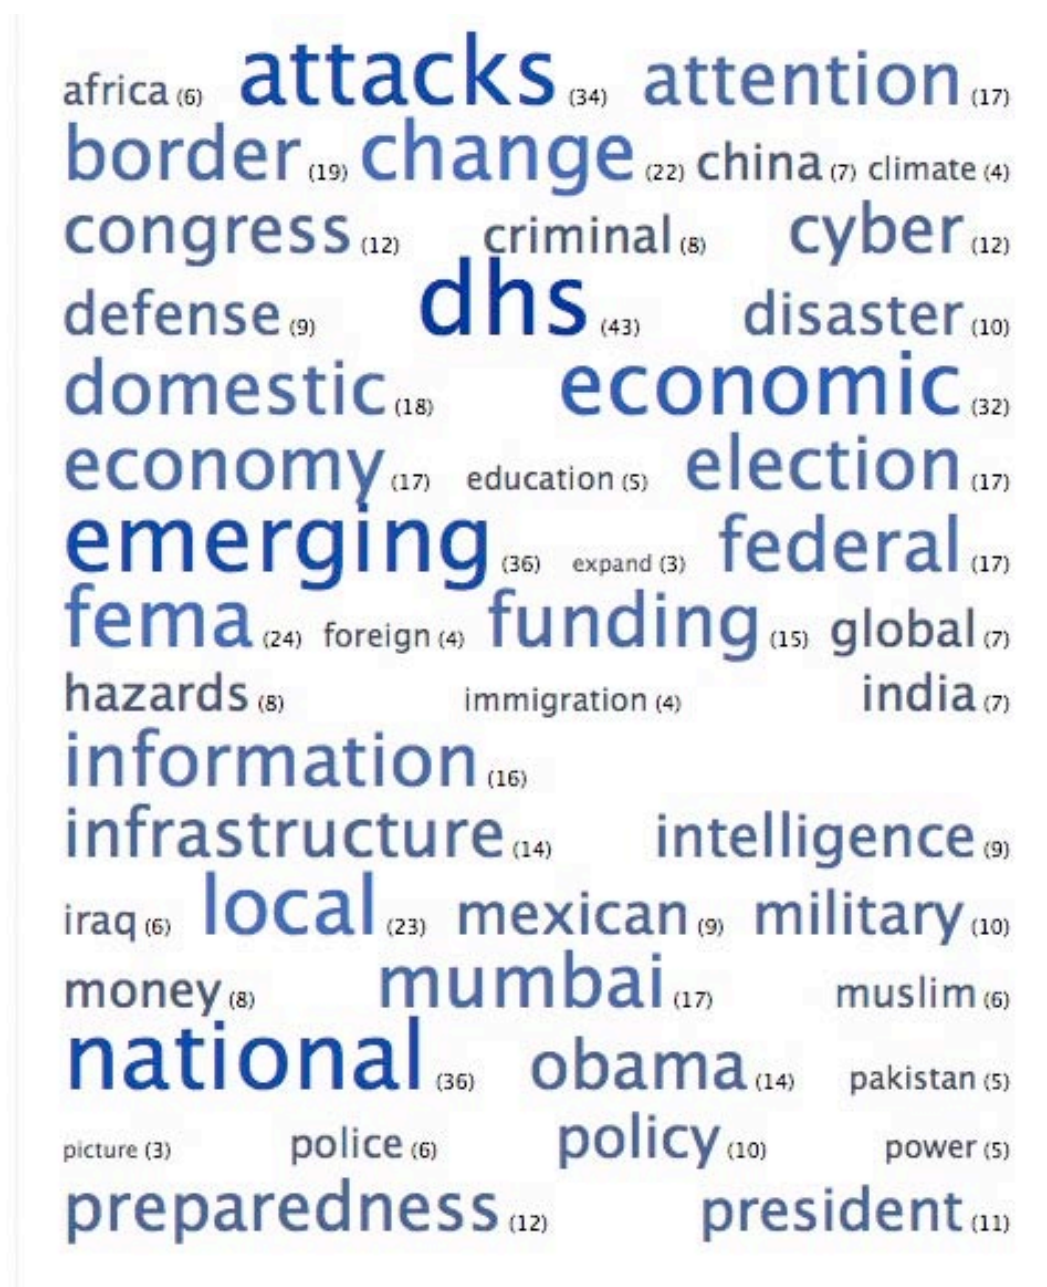 africa (6) attacks (34) attention (17)
border (19) change (22) china (7) climate (4)
congress (12) criminal (8) cyber (12)
defense (9) dhs (43) disaster (10)
domestic (18) economic (32)
economy (17) education (5) election (17)
emerging (36) expand (3) federal (17)
fema (24) foreign (4) funding (15) global (7)
hazards (8) immigration (4) india (7)
information (16)
infrastructure (14) intelligence (9)
iraq (6) local (23) mexican (9) military (10)
money (8) mumbai (17) muslim (6)
national (36) obama (14) pakistan (5)
picture (3) police (6) policy (10) power (5)
preparedness (12) president (11)